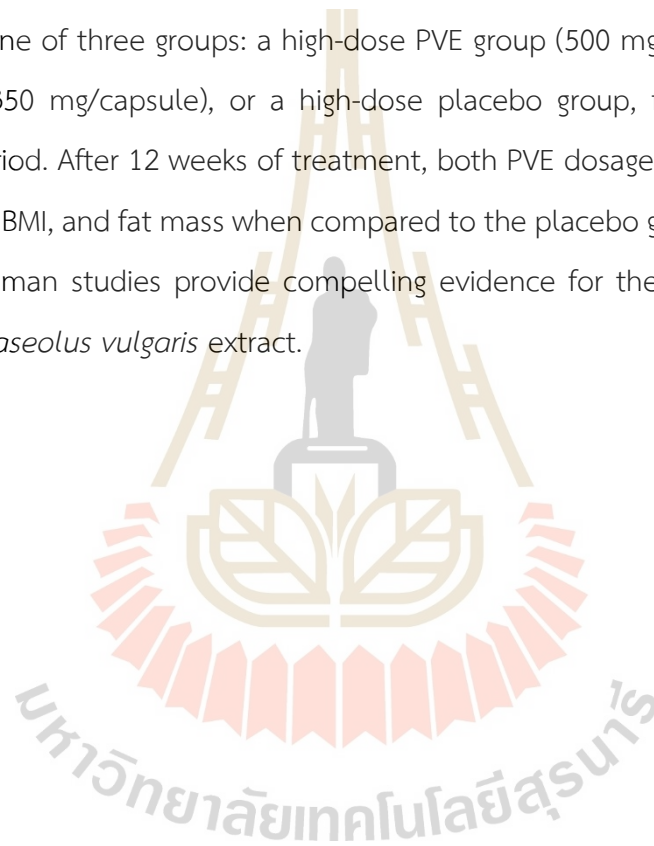 ne of three groups: a high-dose PVE group (500 mg
350 mg/capsule), or a high-dose placebo group,
riod. After 12 weeks of treatment, both PVE dosage
BMI, and fat mass when compared to the placebo
man studies provide compelling evidence for the
aseolus vulgaris extract.
มหาวิทยาลัยเทคโนโลยีสุรนารี